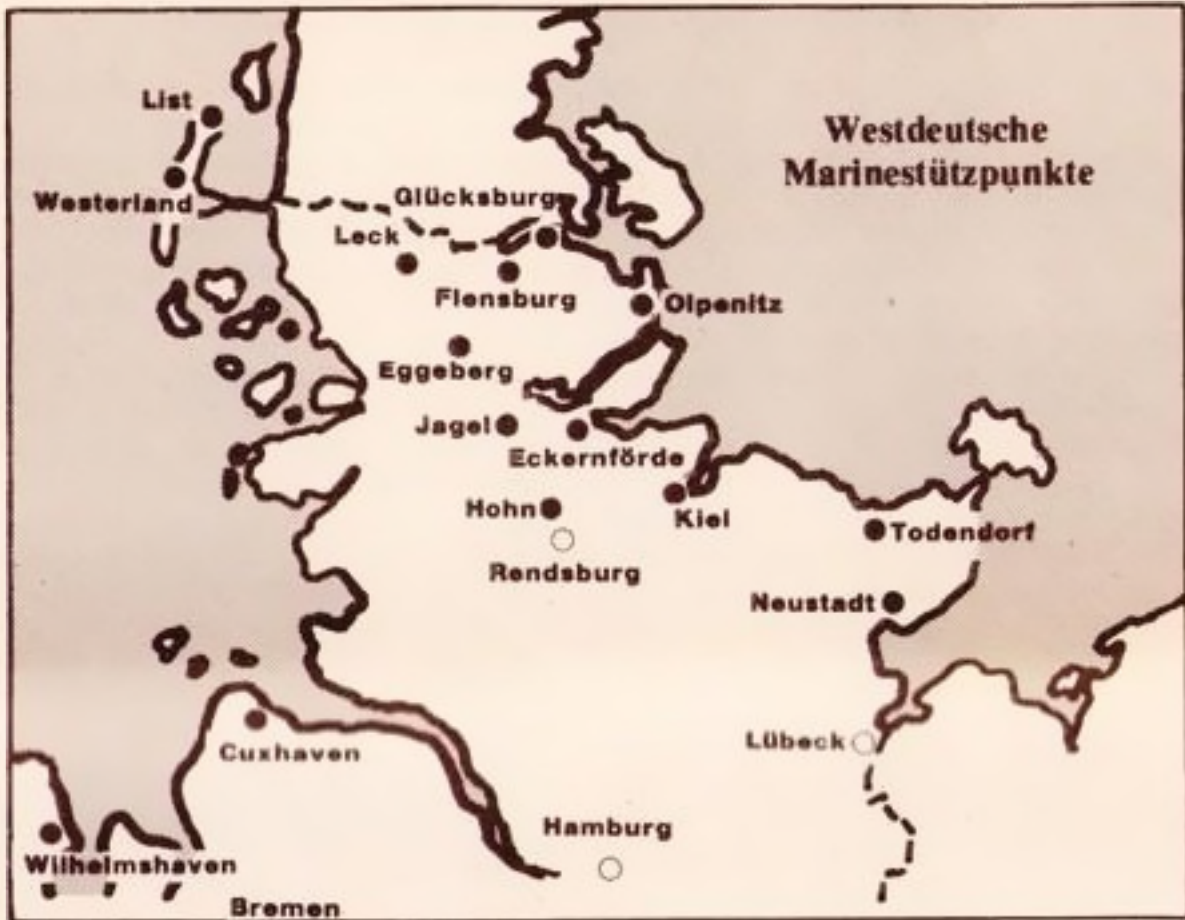 Westdeutsche
Marinestützpunkte
List
Westerland
Glücksburg
Leck
Flensburg
Olpenitz
Eggeberg
Jagel
Eckernförde
Hohn
Kiel
Todendorf
Rendsburg
Neustadt
Cuxhaven
Lübeck
Hamburg
Wilhelmshaven
Bremen